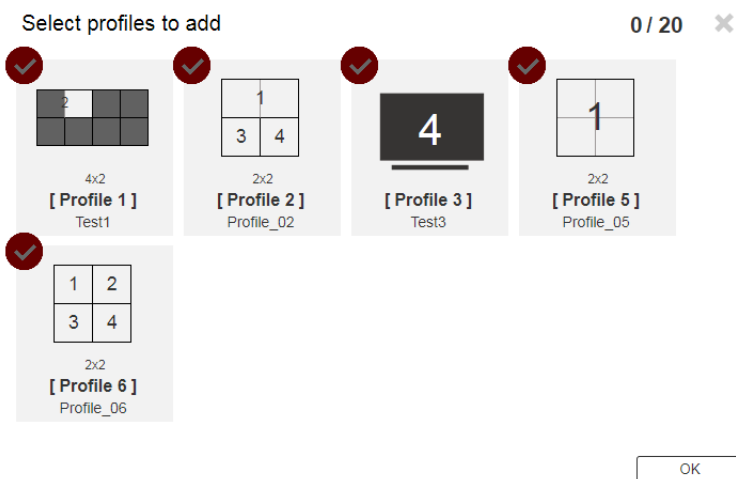 Select profiles to add
0 / 20
2
4x2
[ Profile 1 ]
Test1
1
3 4
2x2
[ Profile 2 ]
Profile_02
4
[ Profile 3 ]
Test3
1
2x2
[ Profile 5 ]
Profile_05
1 2
3 4
2x2
[ Profile 6 ]
Profile_06
OK